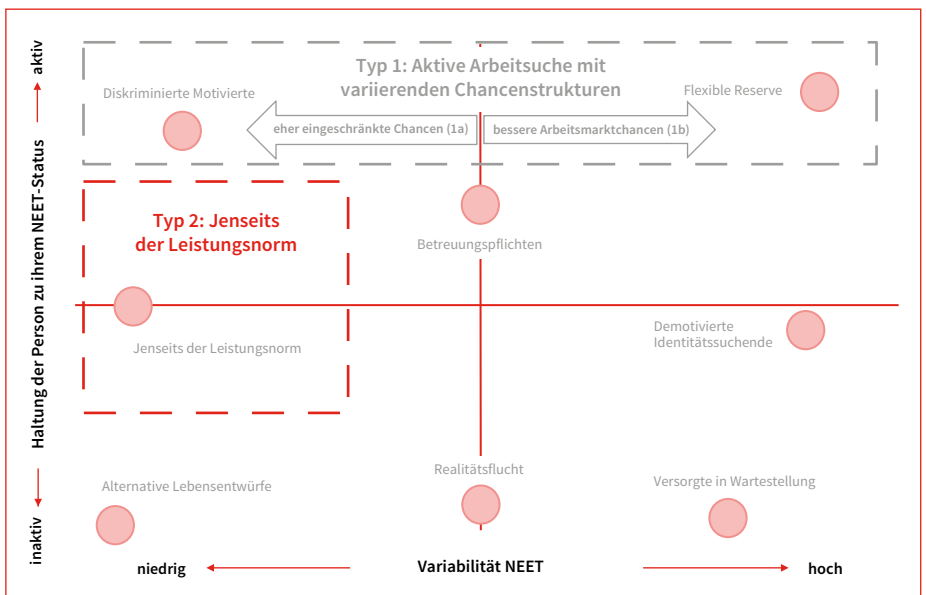 Typ 1: Aktive Arbeitsuche mit
variierenden Chancenstrukturen
Diskriminierte Motivierte
Flexible Reserve
eher eingeschränkte Chancen (1a)
bessere Arbeitsmarktchancen (1b)
Typ 2: Jenseits
der Leistungsnorm
Betreuungspflichten
Jenseits der Leistungsnorm
Demotivierte
Identitätssuchende
Realitätsflucht
Alternative Lebensentwürfe
Versorgte in Wartestellung
aktiv
Haltung der Person zu ihrem NEET-Status
inaktiv
niedrig
Variabilität NEET
hoch